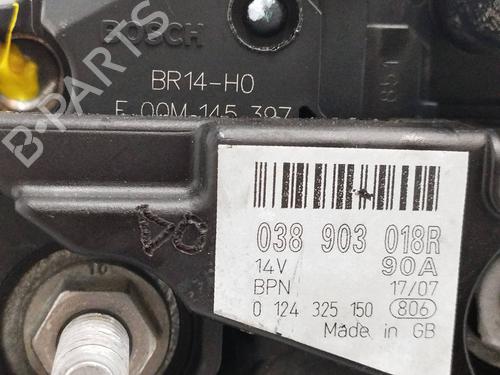 BOSCH
BR14-H0
F 00M 145 397
851
B-PARTS
038 903 018R
14V 90A
BPN 17/07
0 124 325 150 806
Made in GB